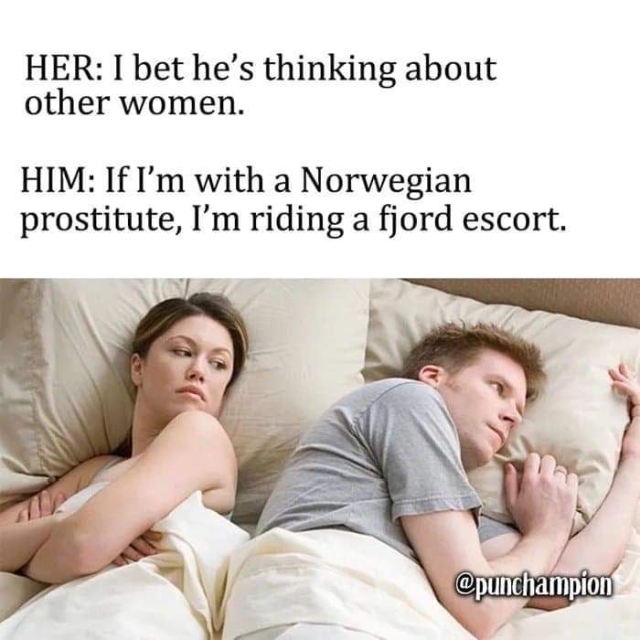 HER: I bet he’s thinking about
other women.
HIM: If I’m with a Norwegian
prostitute, I’m riding a fjord escort.
@punchampion